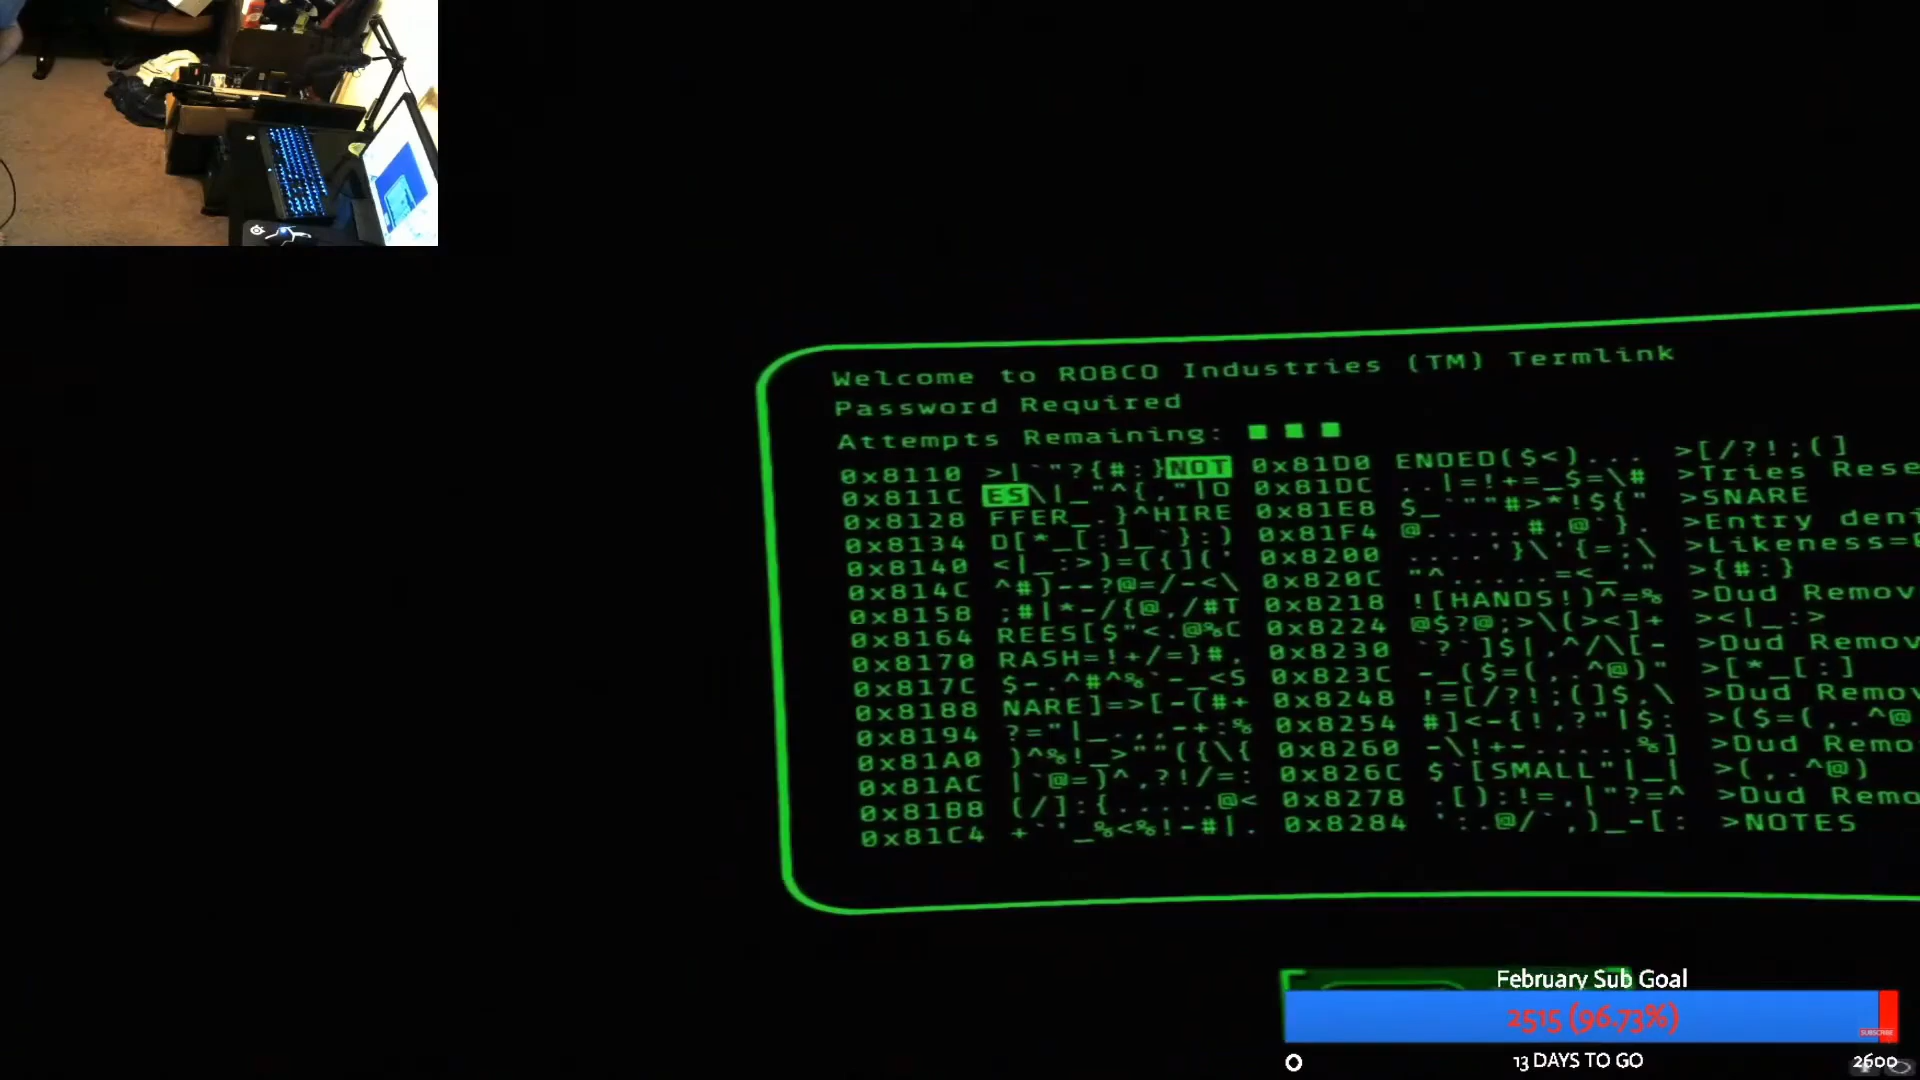 Welcome to ROBCO Industries (TM) Termlink
Password Required
Attempts Remaining: ■ ■ ■
0x8110 >|`"?{#:}NOT 0x81D0 ENDED($<)... >[/?!;(]
0x811C ES\|_"^{,"|O 0x81DC ..|=!+=_$=\# >Tries Rese
0x8128 FFER_.}^HIRE 0x81E8 $_`""#>*!${" >SNARE
0x8134 D[*_[:]_`}:) 0x81F4 @.....#,@`}. >Entry deni
0x8140 <|_:>)=({](' 0x8200 ....'}\'{=;\ >Likeness=0
0x814C ^#)--?@=/-<\ 0x820C "^.....=<_'" >{#:}
0x8158 ;#|*-/{@,/#T 0x8218 ![HANDS!)^=% >Dud Remov
0x8164 REES[$"<.@%C 0x8224 @$?@;>\(><]+ ><|_:>
0x8170 RASH=!+/=}#, 0x8230 `?`]$|,^/\[- >Dud Remov
0x817C $-.^#^%`-_<S 0x823C -_($=(,.^@)" >[*_[:]
0x8188 NARE]=>[-(#+ 0x8248 !=[/?!;(]$,\ >Dud Remov
0x8194 ?="|_.,,-+:% 0x8254 #]<-{!,?"|$: >($=(,.^@
0x81A0 )^%!_>""({\{ 0x8260 -\!+-.....%] >Dud Remo
0x81AC |`@=)^,?!/=: 0x826C $`[SMALL"|_| >(,.^@)
0x81B8 (/]:{.....@< 0x8278 .[):!=,|"?=^ >Dud Remo
0x81C4 +`'_%<%!-#|. 0x8284 ':.@/`,)_-[: >NOTES
February Sub Goal
2515 (96.73%)
SUBSCRIBE
0 13 DAYS TO GO 2600